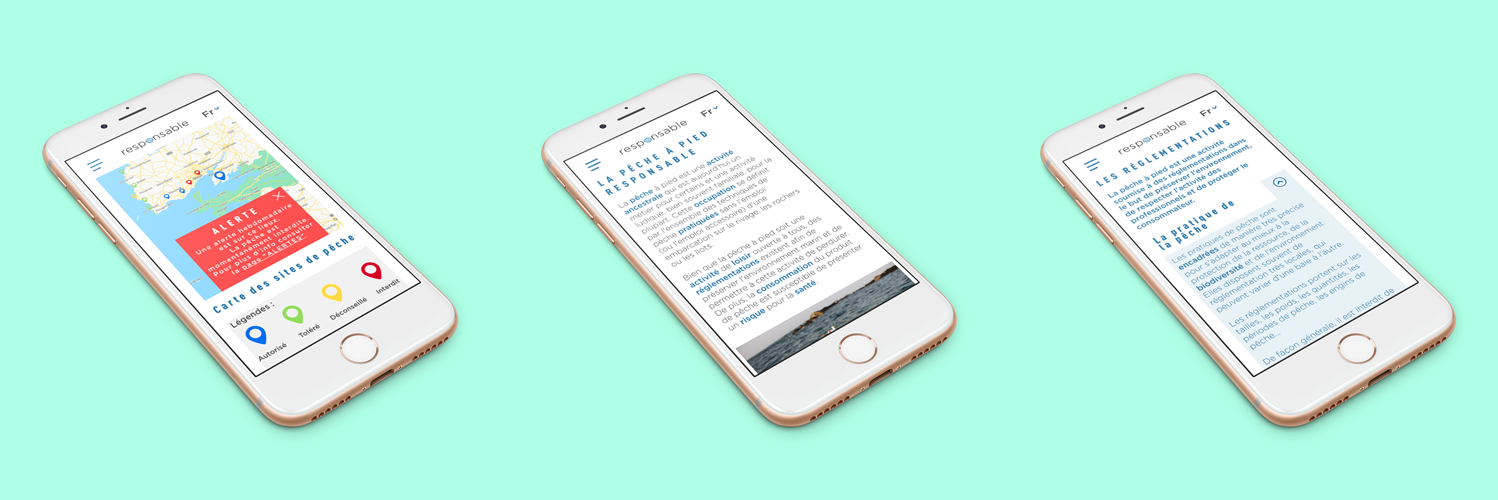 responsable
Fr
ALERTE
Une alerte hebdomadaire
est sur ce lieux
La pêche est
momentanément interdite.
Pour plus d'info consulter
la page "ALERTES"
Carte des sites de pêche
Légendes :
Autorisé
Toléré
Déconseillé
Interdit
responsable
Fr
LA PÊCHE À PIED
RESPONSABLE
La pêche à pied est une activité
ancestrale qui est aujourd'hui un
métier pour certains et une activité
ludique, bien souvent familiale, pour la
plupart. Cette occupation se définit
par l'ensemble des techniques de
pêche pratiquées sans l'emploi
(ou l'emploi accessoire) d'une
embarcation sur le rivage, les rochers
ou les îlots.
Bien que la pêche à pied soit une
activité de loisir ouverte à tous, des
réglementations existent afin de
préserver l'environnement marin et de
permettre à cette activité de perdurer.
De plus, la consommation du produit
de pêche est susceptible de présenter
un risque pour la santé.
responsable
Fr
LES RÉGLEMENTATIONS
La pêche à pied est une activité
soumise à des réglementations dans
le but de préserver l'environnement,
de respecter l'activité des
professionnels et de protéger le
consommateur.
La pratique de
la pêche
Les pratiques de pêche sont
encadrées de manière très précise
pour s'adapter au mieux à la
protection de la ressource, de la
biodiversité et de l'environnement.
Elles disposent souvent de
réglementation très locales, qui
peuvent varier d'une baie à l'autre.
Les réglementations portent sur les
tailles, les poids, les quantités, les
périodes de pêche, les engins de
pêche...
De façon générale, il est interdit de